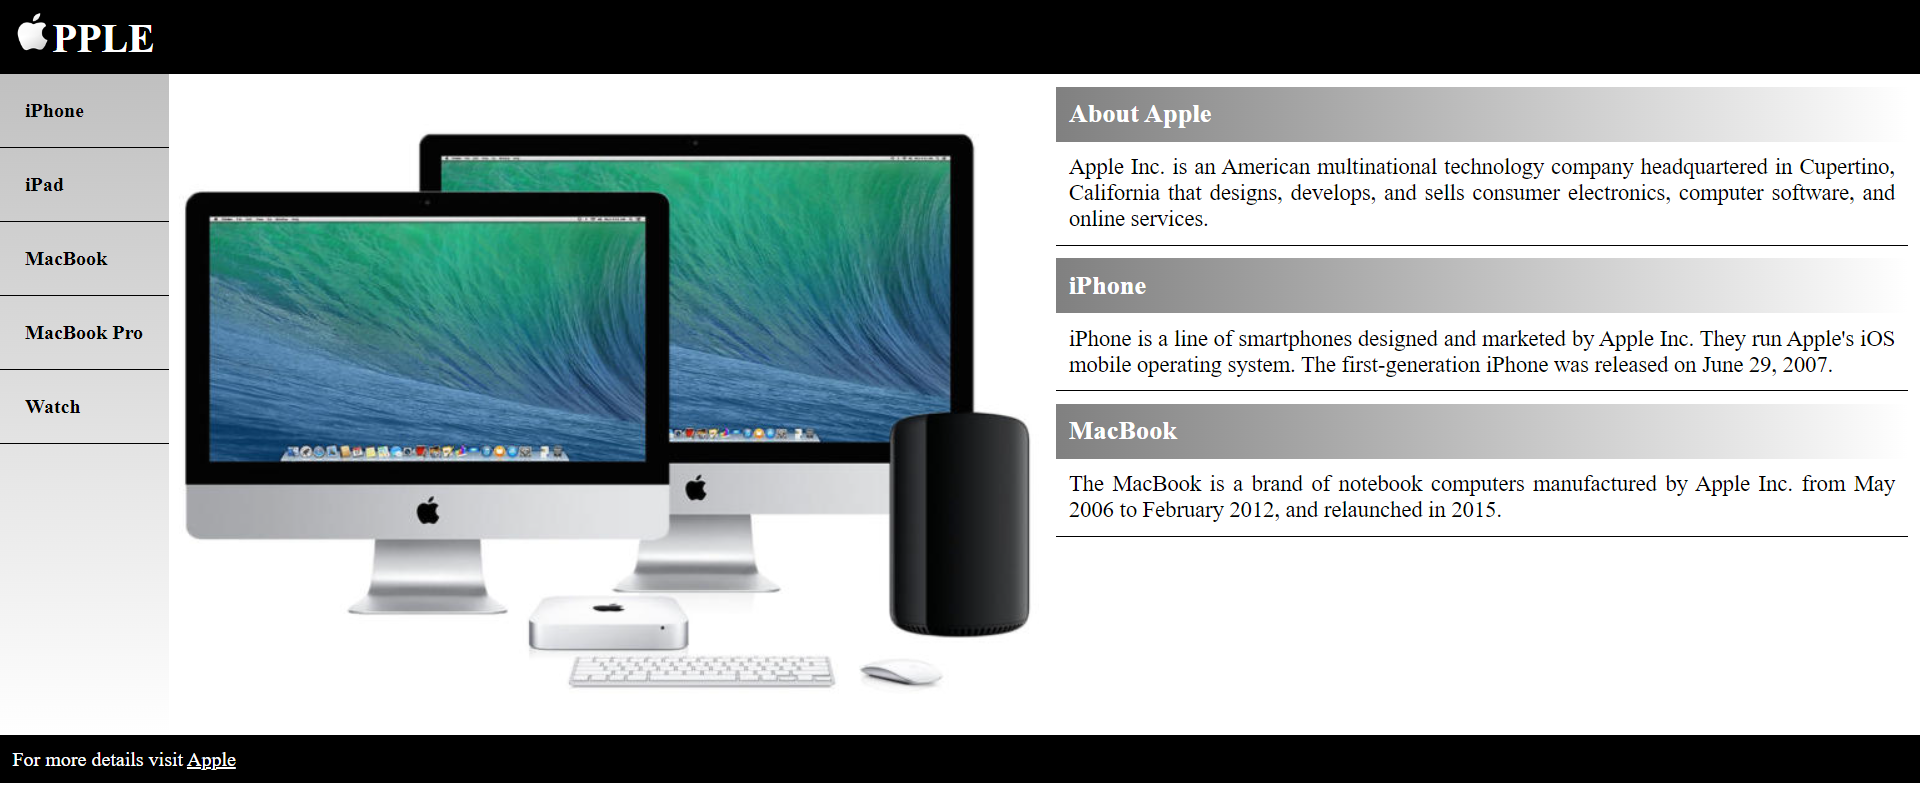 PPLE
iPhone
iPad
MacBook
MacBook Pro
Watch
About Apple
Apple Inc. is an American multinational technology company headquartered in Cupertino,
California that designs, develops, and sells consumer electronics, computer software, and
online services.
iPhone
iPhone is a line of smartphones designed and marketed by Apple Inc. They run Apple's iOS
mobile operating system. The first-generation iPhone was released on June 29, 2007.
MacBook
The MacBook is a brand of notebook computers manufactured by Apple Inc. from May
2006 to February 2012, and relaunched in 2015.
For more details visit Apple